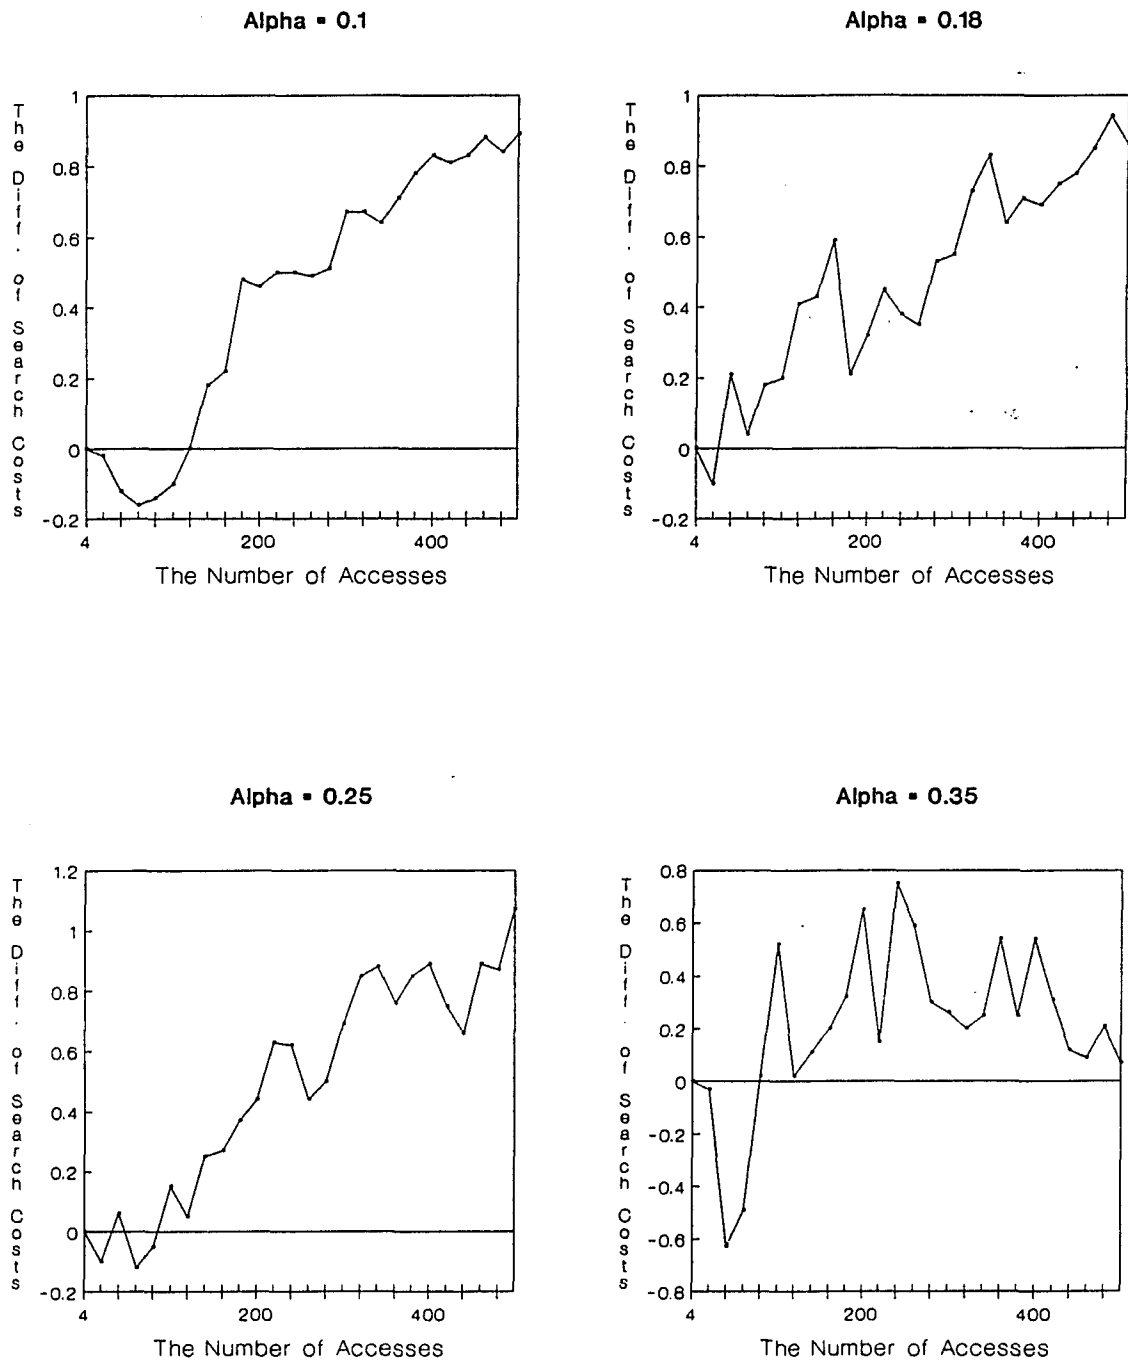 Alpha = 0.1
The Diff. of Search Costs
1
0.8
0.6
0.4
0.2
0
-0.2
4 200 400
The Number of Accesses
Alpha = 0.18
The Diff. of Search Costs
1
0.8
0.6
0.4
0.2
0
-0.2
4 200 400
The Number of Accesses
Alpha = 0.25
The Diff. of Search Costs
1.2
1
0.8
0.6
0.4
0.2
0
-0.2
4 200 400
The Number of Accesses
Alpha = 0.35
The Diff. of Search Costs
0.8
0.6
0.4
0.2
0
-0.2
-0.4
-0.6
-0.8
4 200 400
The Number of Accesses